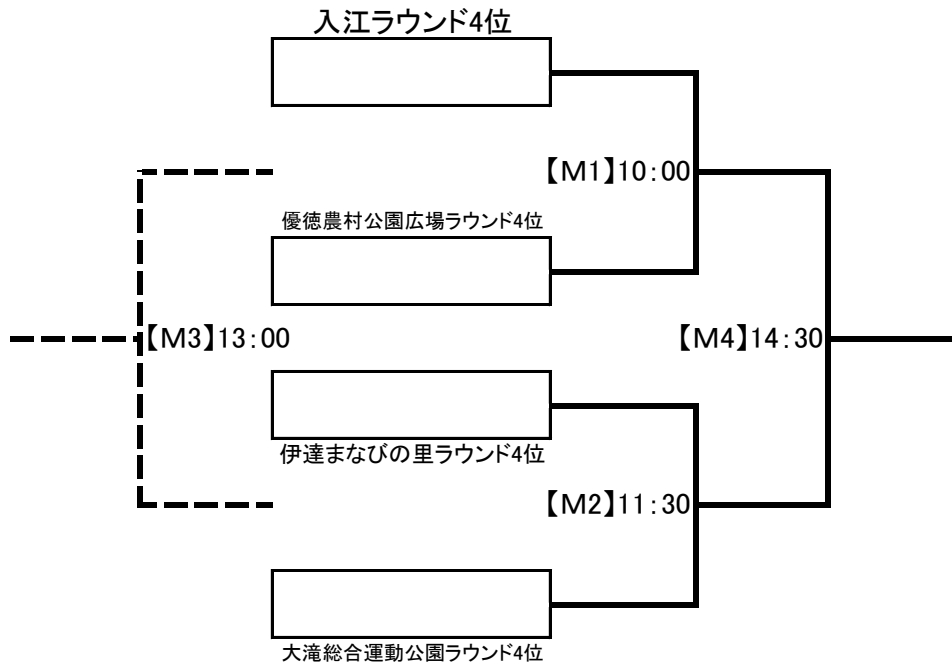 入江ラウンド4位
【M1】10:00
優徳農村公園広場ラウンド4位
【M3】13:00
【M4】14:30
伊達まなびの里ラウンド4位
【M2】11:30
大滝総合運動公園ラウンド4位